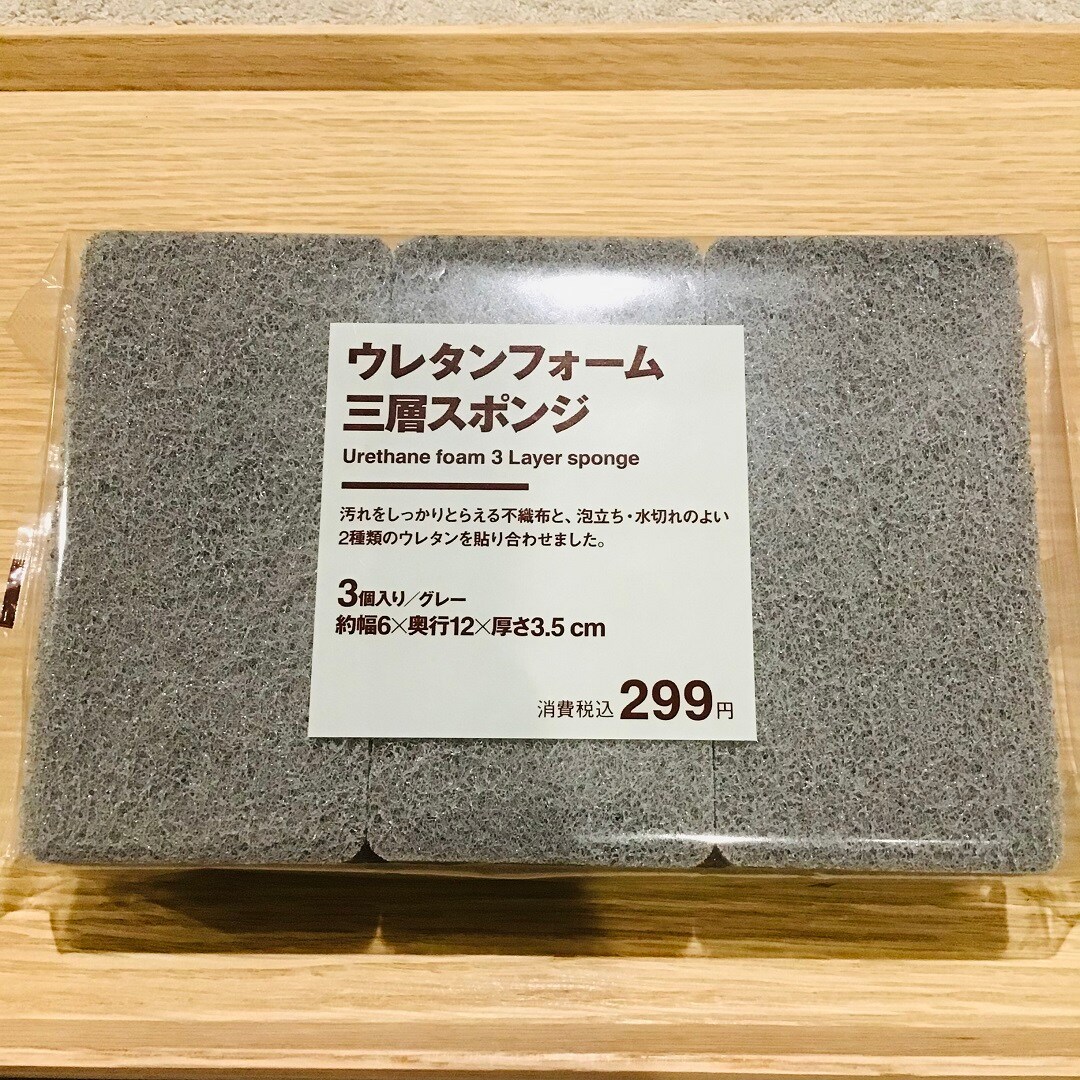 ウレタンフォーム
三層スポンジ
Urethane foam 3 Layer sponge
汚れをしっかりとらえる不織布と、泡立ち・水切れのよい
2種類のウレタンを貼り合わせました。
3個入り/グレー
約幅6×奥行12×厚さ3.5 cm
消費税込299円